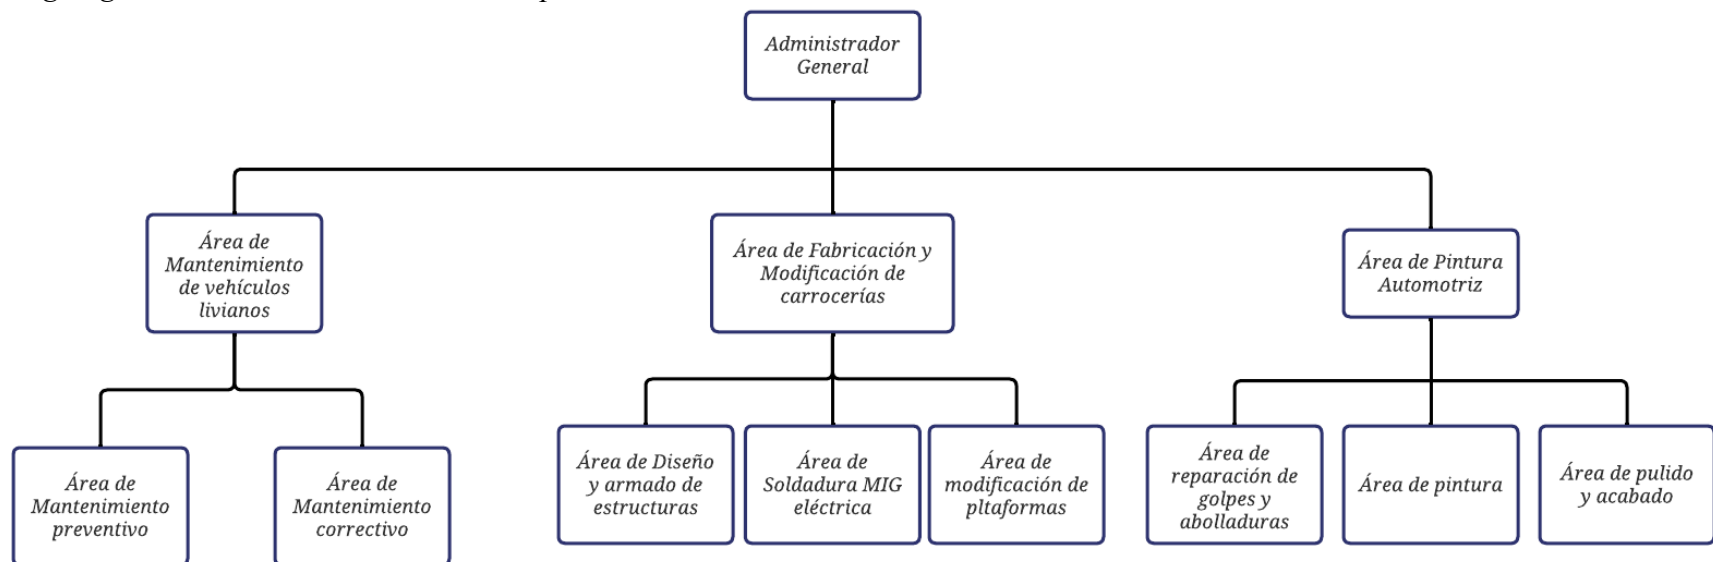 Administrador
General
Área de
Mantenimiento
de vehículos
livianos
Área de Fabricación y
Modificación de
carrocerías
Área de Pintura
Automotriz
Área de
Mantenimiento
preventivo
Área de
Mantenimiento
correctivo
Área de Diseño
y armado de
estructuras
Área de
Soldadura MIG
eléctrica
Área de
modificación de
pltaformas
Área de
reparación de
golpes y
abolladuras
Área de pintura
Área de pulido
y acabado